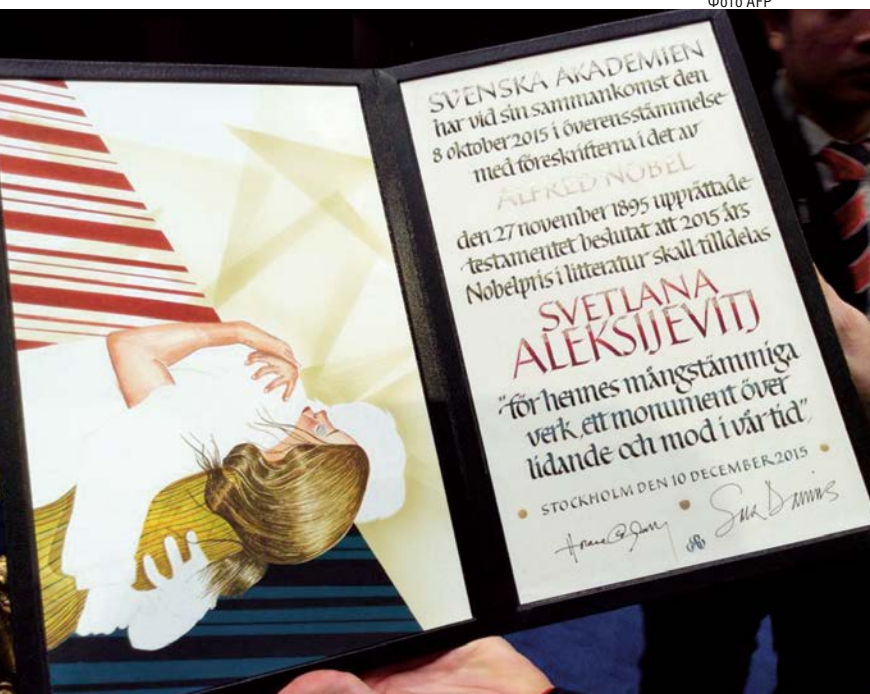 Фото AFP
SVENSKA AKADEMIEN
har vid sin sammankomst den
8 oktober 2015 i överensstämmelse
med föreskrifterna i det av
ALFRED NOBEL
den 27 november 1895 upprättade
testamentet beslutat att 2015 års
Nobelpris i litteratur skall tilldelas
SVETLANA
ALEKSIJEVITJ
"för hennes mångstämmiga
verk, ett monument över
lidande och mod i vår tid"
STOCKHOLM DEN 10 DECEMBER 2015
Sara Danius